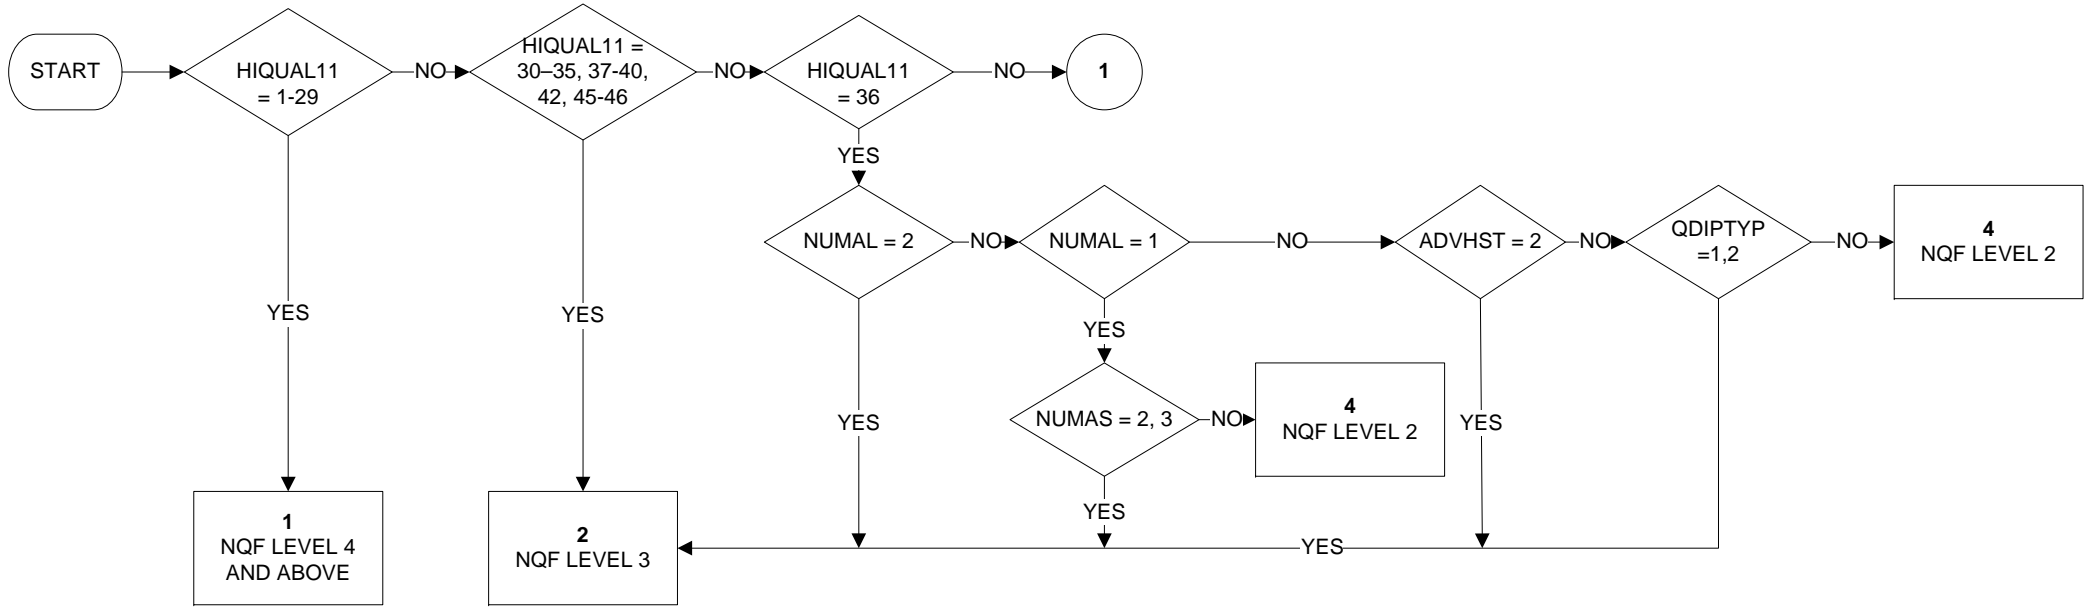 START
HIQUAL11
= 1-29
NO
HIQUAL11 =
30–35, 37-40,
42, 45-46
NO
HIQUAL11
= 36
NO
1
YES
NUMAL = 2
NO
NUMAL = 1
NO
ADVHST = 2
NO
QDIPTYP
=1,2
NO
4
NQF LEVEL 2
YES
YES
YES
NUMAS = 2, 3
NO
4
NQF LEVEL 2
YES
YES
YES
1
NQF LEVEL 4
AND ABOVE
2
NQF LEVEL 3
YES